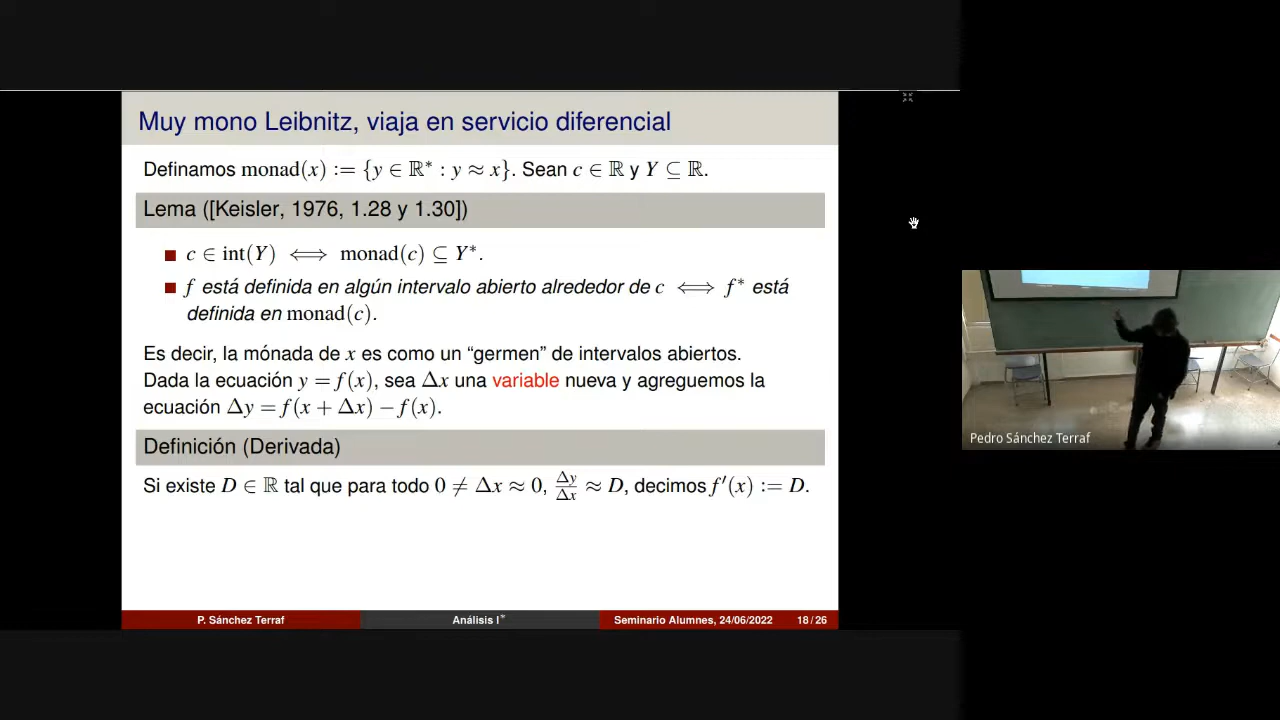 Muy mono Leibnitz, viaja en servicio diferencial
Definamos monad(x) := {y ∈ ℝ* : y ≈ x}. Sean c ∈ ℝ y Y ⊆ ℝ.
Lema ([Keisler, 1976, 1.28 y 1.30])
c ∈ int(Y) ⟺ monad(c) ⊆ Y*.
f está definida en algún intervalo abierto alrededor de c ⟺ f* está
definida en monad(c).
Es decir, la mónada de x es como un “germen” de intervalos abiertos.
Dada la ecuación y = f(x), sea Δx una variable nueva y agreguemos la
ecuación Δy = f(x + Δx) − f(x).
Definición (Derivada)
Si existe D ∈ ℝ tal que para todo 0 ≠ Δx ≈ 0, Δy/Δx ≈ D, decimos f′(x) := D.
P. Sánchez Terraf Análisis I* Seminario Alumnes, 24/06/2022 18 / 26
Pedro Sánchez Terraf